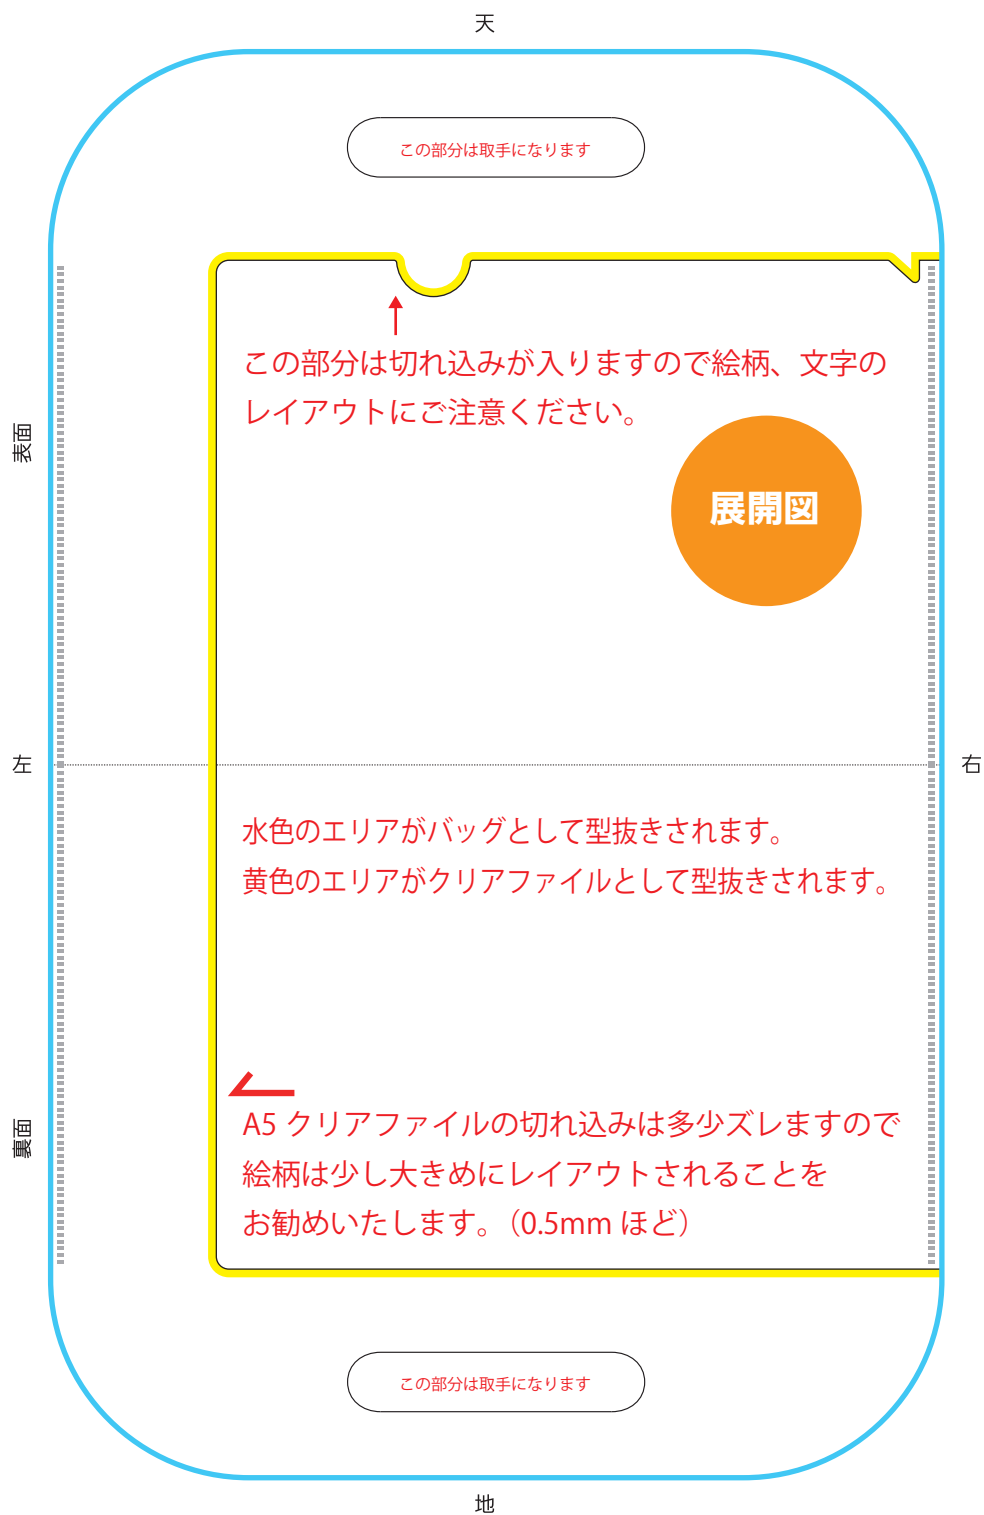 天
この部分は取手になります
この部分は切れ込みが入りますので絵柄、文字の
レイアウトにご注意ください。
表面
展開図
左
右
水色のエリアがバッグとして型抜きされます。
黄色のエリアがクリアファイルとして型抜きされます。
A5 クリアファイルの切れ込みは多少ズレますので
絵柄は少し大きめにレイアウトされることを
お勧めいたします。（0.5mm ほど）
裏面
この部分は取手になります
地